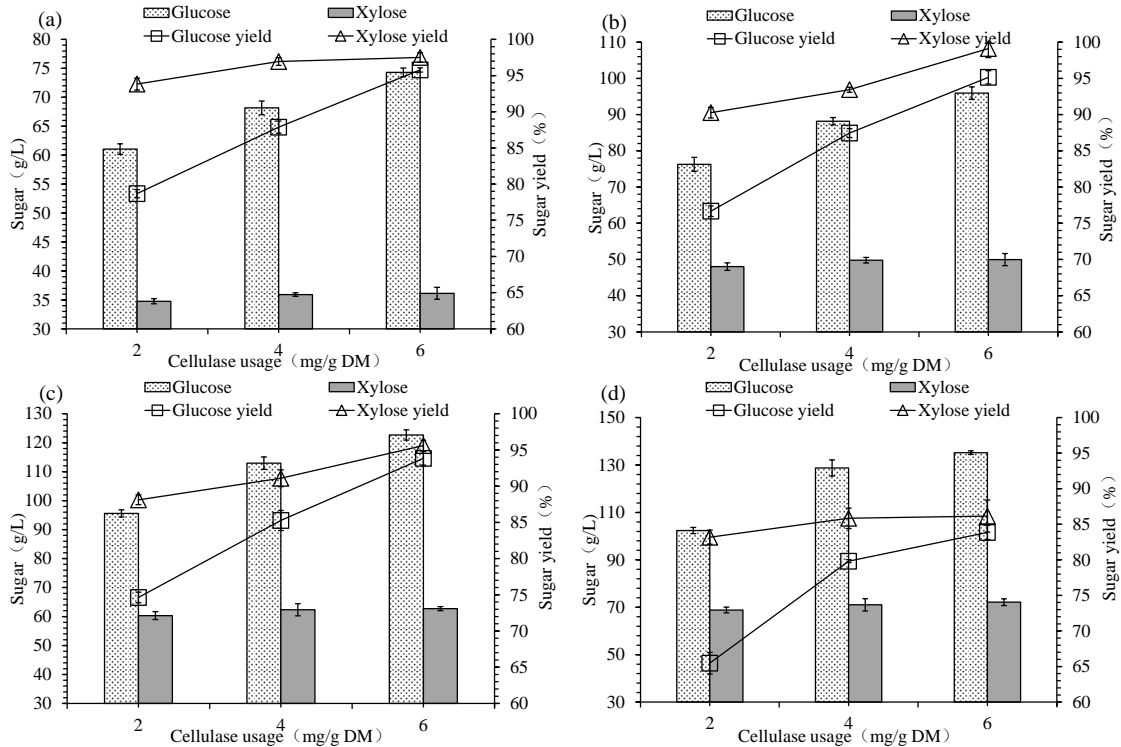 (a)
Glucose
Xylose
Glucose yield
Xylose yield
80
75
70
65
60
55
50
45
40
35
30
Sugar（g/L）
100
95
90
85
80
75
70
65
60
Sugar yield（%）
2
4
6
Cellulase usage（mg/g DM）
(b)
Glucose
Xylose
Glucose yield
Xylose yield
110
100
90
80
70
60
50
40
30
Sugar（g/L）
100
95
90
85
80
75
70
65
60
Sugar yield（%）
2
4
6
Cellulase usage（mg/g DM）
(c)
Glucose
Xylose
Glucose yield
Xylose yield
130
120
110
100
90
80
70
60
50
40
30
Sugar（g/L）
100
95
90
85
80
75
70
65
60
Sugar yield（%）
2
4
6
Cellulase usage（mg/g DM）
(d)
Glucose
Xylose
Glucose yield
Xylose yield
150
130
110
90
70
50
30
Sugar（g/L）
100
95
90
85
80
75
70
65
60
Sugar yield（%）
2
4
6
Cellulase usage（mg/g DM）